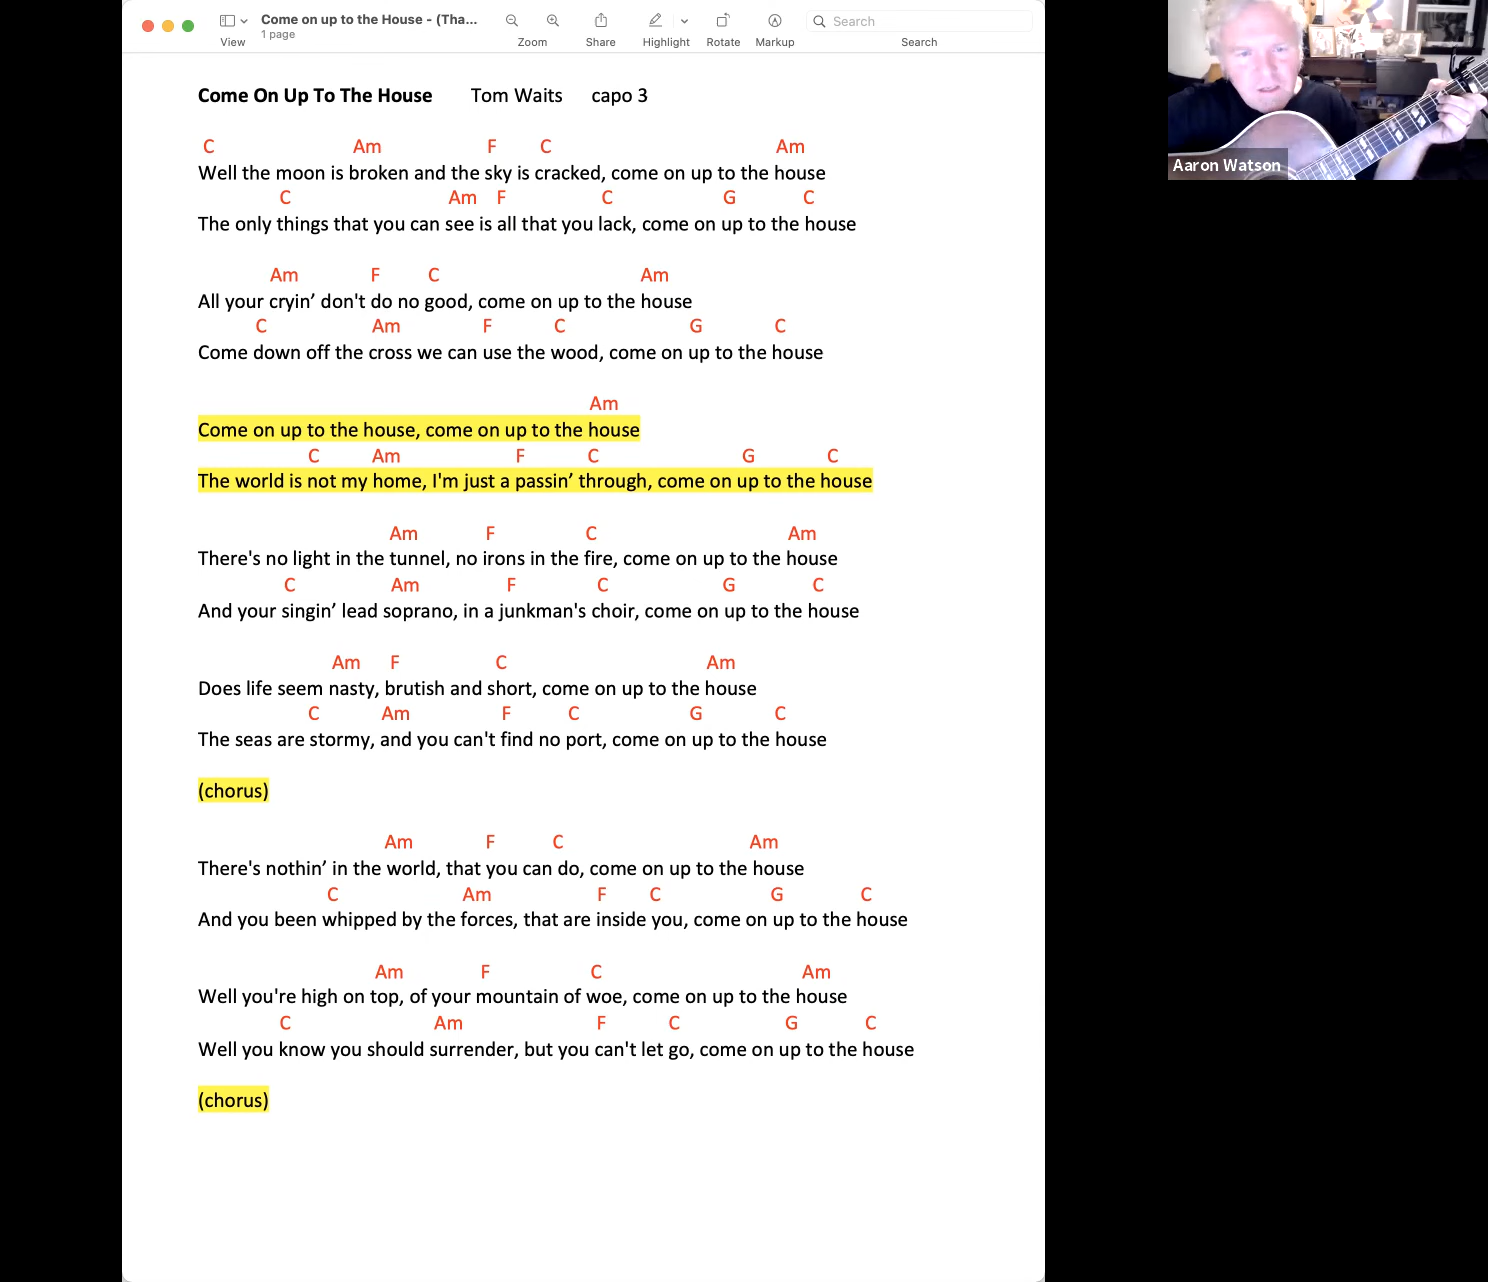 Come on up to the House - (Tha...
1 page
View
Zoom
Share
Highlight
Rotate
Markup
Search
Search
Aaron Watson
Come On Up To The House Tom Waits capo 3
C Am F C Am
Well the moon is broken and the sky is cracked, come on up to the house
C Am F C G C
The only things that you can see is all that you lack, come on up to the house
Am F C Am
All your cryin’ don't do no good, come on up to the house
C Am F C G C
Come down off the cross we can use the wood, come on up to the house
Am
Come on up to the house, come on up to the house
C Am F C G C
The world is not my home, I'm just a passin’ through, come on up to the house
Am F C Am
There's no light in the tunnel, no irons in the fire, come on up to the house
C Am F C G C
And your singin’ lead soprano, in a junkman's choir, come on up to the house
Am F C Am
Does life seem nasty, brutish and short, come on up to the house
C Am F C G C
The seas are stormy, and you can't find no port, come on up to the house
(chorus)
Am F C Am
There's nothin’ in the world, that you can do, come on up to the house
C Am F C G C
And you been whipped by the forces, that are inside you, come on up to the house
Am F C Am
Well you're high on top, of your mountain of woe, come on up to the house
C Am F C G C
Well you know you should surrender, but you can't let go, come on up to the house
(chorus)